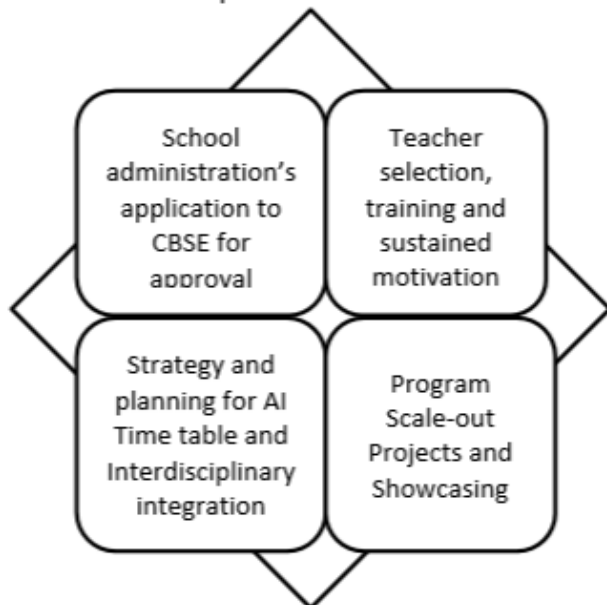 School
administration's
application to
CBSE for
approval
Teacher
selection,
training and
sustained
motivation
Strategy and
planning for AI
Time table and
Interdisciplinary
integration
Program
Scale-out
Projects and
Showcasing